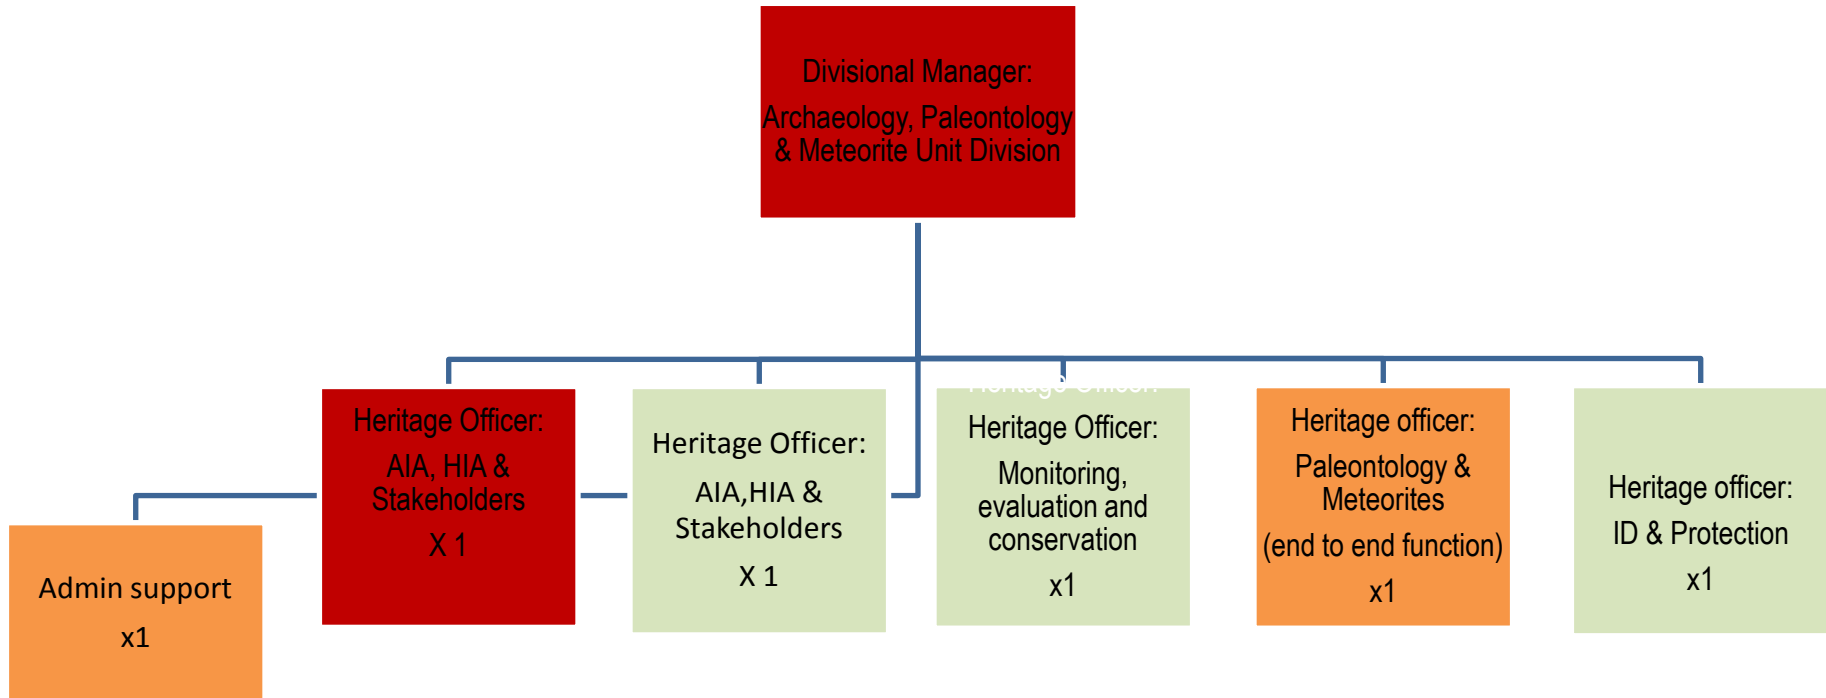 Divisional Manager:
Archaeology, Paleontology
& Meteorite Unit Division
Heritage Officer:
AIA, HIA &
Stakeholders
X 1
Heritage Officer:
AIA,HIA &
Stakeholders
X 1
Heritage Officer:
Heritage Officer:
Monitoring,
evaluation and
conservation
x1
Heritage officer:
Paleontology &
Meteorites
(end to end function)
x1
Heritage officer:
ID & Protection
x1
Admin support
x1